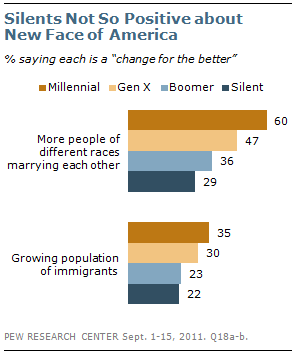 Silents Not So Positive about
New Face of America
% saying each is a “change for the better”
Millennial Gen X Boomer Silent
More people of
different races
marrying each other
60
47
36
29
Growing population
of immigrants
35
30
23
22
PEW RESEARCH CENTER Sept. 1-15, 2011. Q18a-b.